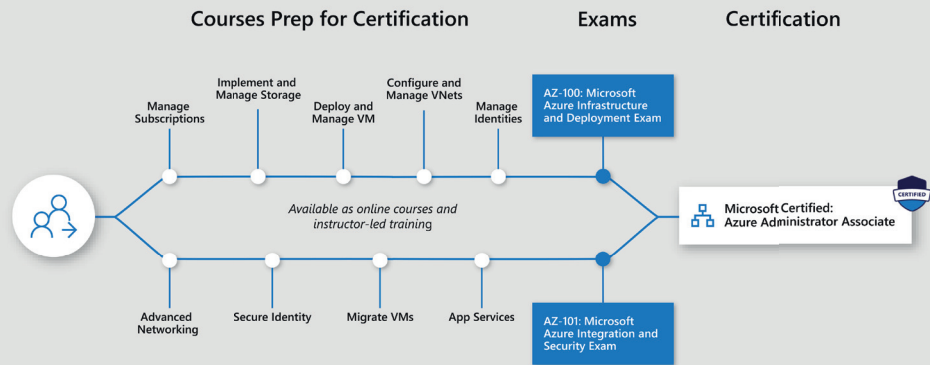 Courses Prep for Certification
Exams
Certification
Manage
Subscriptions
Implement and
Manage Storage
Deploy and
Manage VM
Configure and
Manage VNets
Manage
Identities
AZ-100: Microsoft
Azure Infrastructure
and Deployment Exam
Available as online courses and
instructor-led training
CERTIFIED
Microsoft Certified:
Azure Administrator Associate
Advanced
Networking
Secure Identity
Migrate VMs
App Services
AZ-101: Microsoft
Azure Integration and
Security Exam